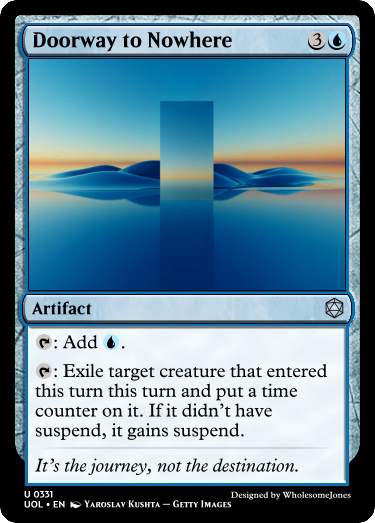 Doorway to Nowhere 3
Artifact
: Add .
: Exile target creature that entered
this turn this turn and put a time
counter on it. If it didn't have
suspend, it gains suspend.
It's the journey, not the destination.
U 0331 Designed by WholesomeJones
UOL • EN Yaroslav Kushta — Getty Images